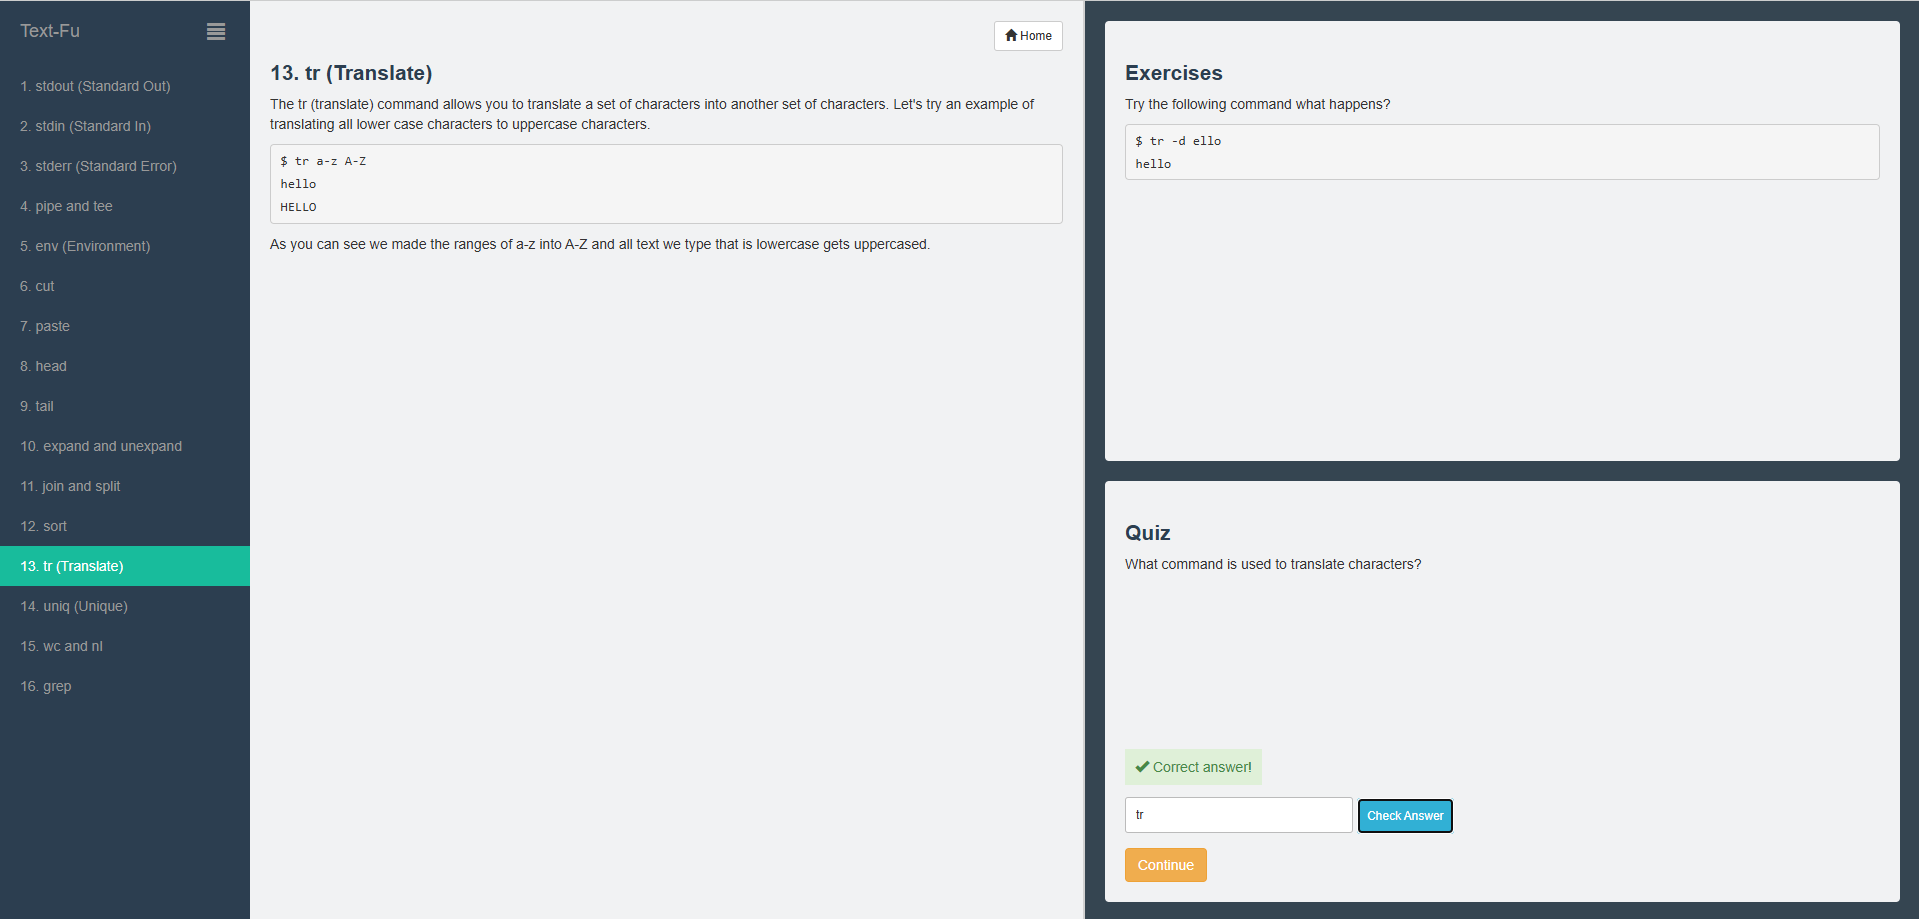 Text-Fu
1. stdout (Standard Out)
2. stdin (Standard In)
3. stderr (Standard Error)
4. pipe and tee
5. env (Environment)
6. cut
7. paste
8. head
9. tail
10. expand and unexpand
11. join and split
12. sort
13. tr (Translate)
14. uniq (Unique)
15. wc and nl
16. grep
Home
13. tr (Translate)
The tr (translate) command allows you to translate a set of characters into another set of characters. Let's try an example of
translating all lower case characters to uppercase characters.
$ tr a-z A-Z
hello
HELLO
As you can see we made the ranges of a-z into A-Z and all text we type that is lowercase gets uppercased.
Exercises
Try the following command what happens?
$ tr -d ello
hello
Quiz
What command is used to translate characters?
Correct answer!
tr
Check Answer
Continue